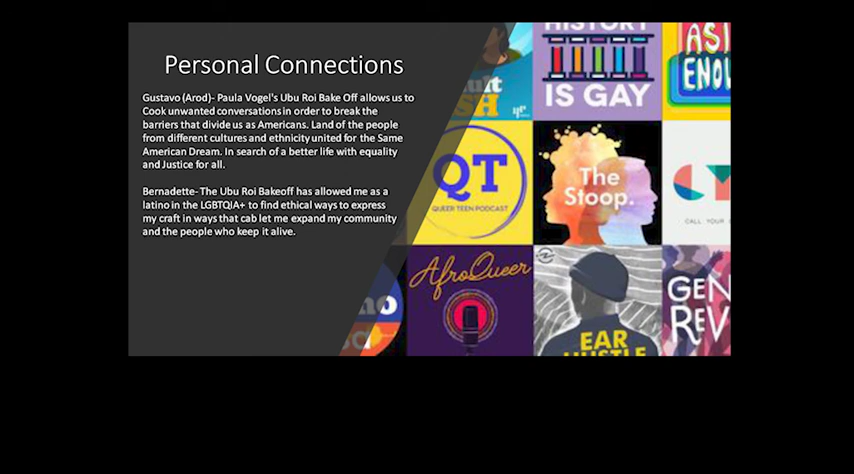 Personal Connections
Gustavo (Arod)- Paula Vogel's Ubu Roi Bake Off allows us to
Cook unwanted conversations in order to break the
barriers that divide us as Americans. Land of the people
from different cultures and ethnicity united for the Same
American Dream. In search of a better life with equality
and Justice for all.
Bernadette- The Ubu Roi Bakeoff has allowed me as a
latino in the LGBTQIA+ to find ethical ways to express
my craft in ways that cab let me expand my community
and the people who keep it alive.
HISTORY
IS GAY
QT
QUEER TEEN PODCAST
The
Stoop.
CALL YOUR
AfroQueer
EAR
HUSTLE
GEN
REV